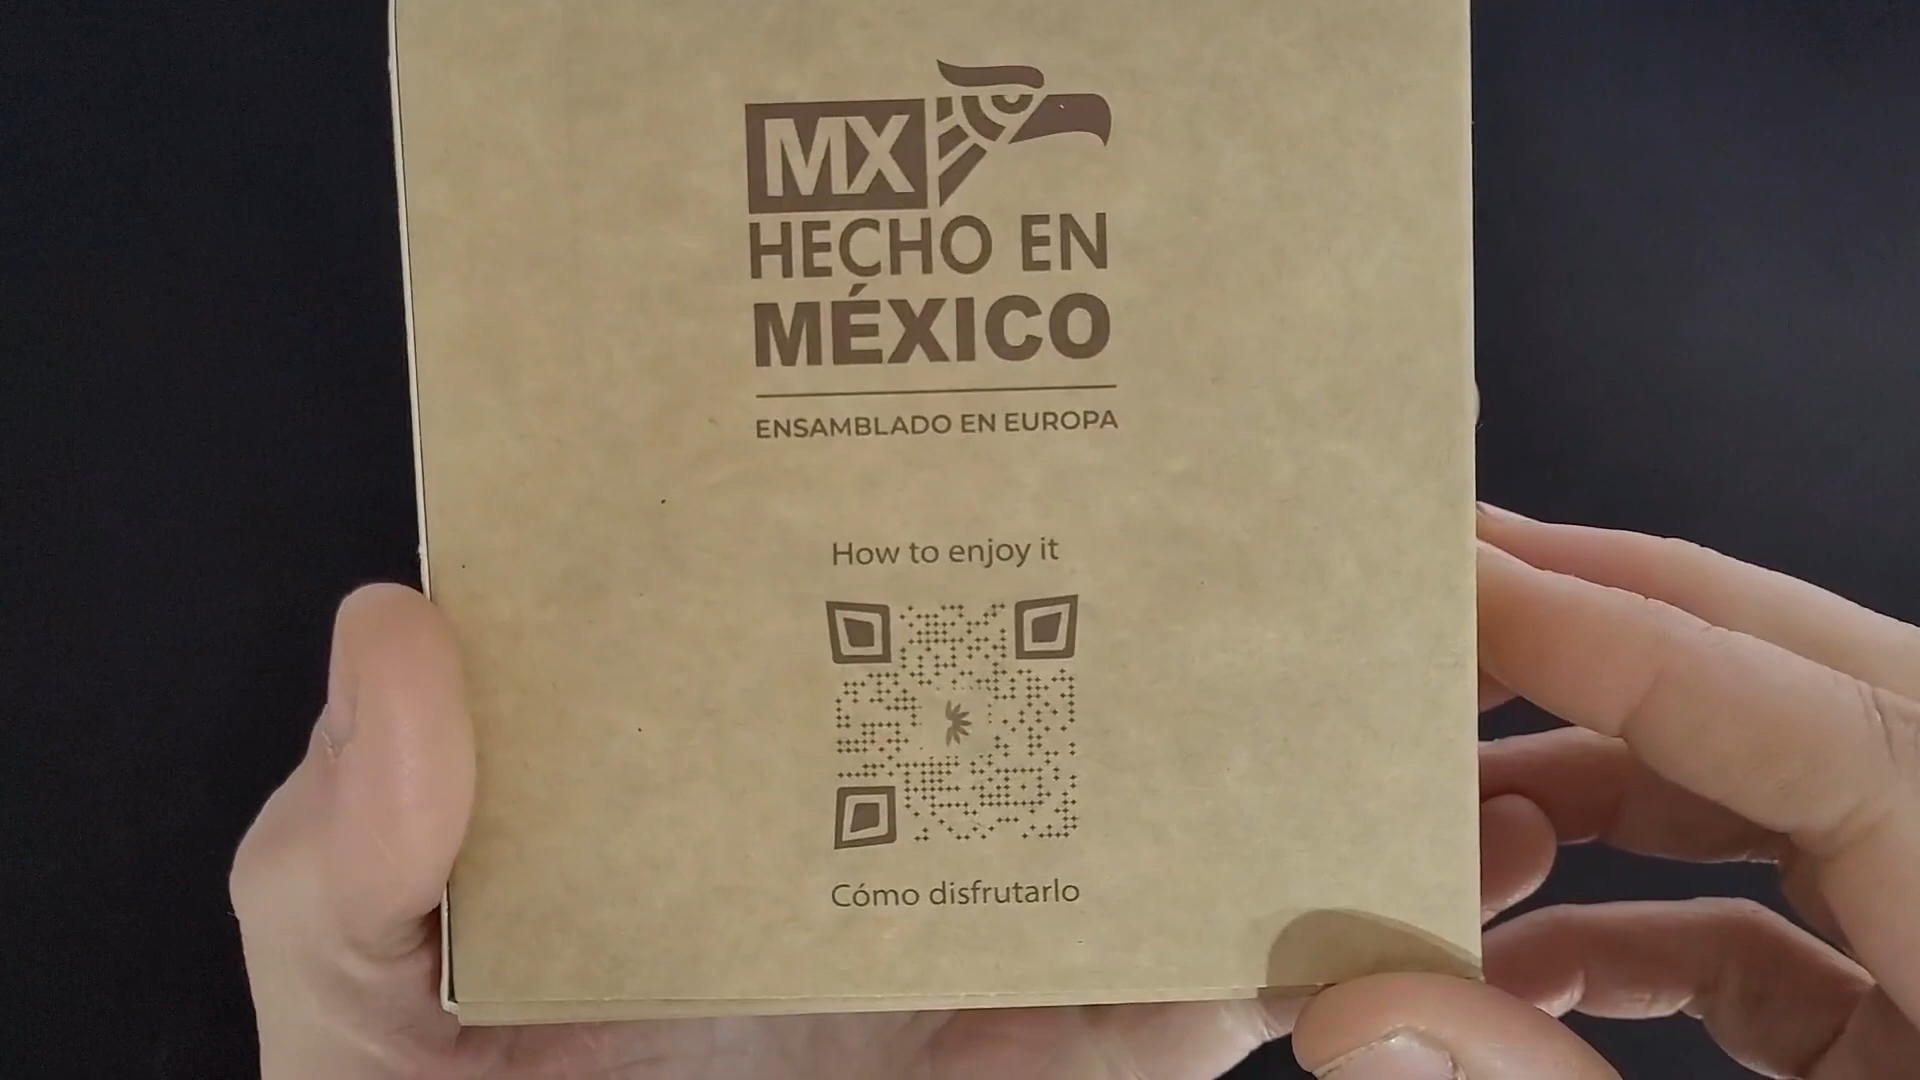 MX
HECHO EN
MÉXICO
ENSAMBLADO EN EUROPA
How to enjoy it
Cómo disfrutarlo